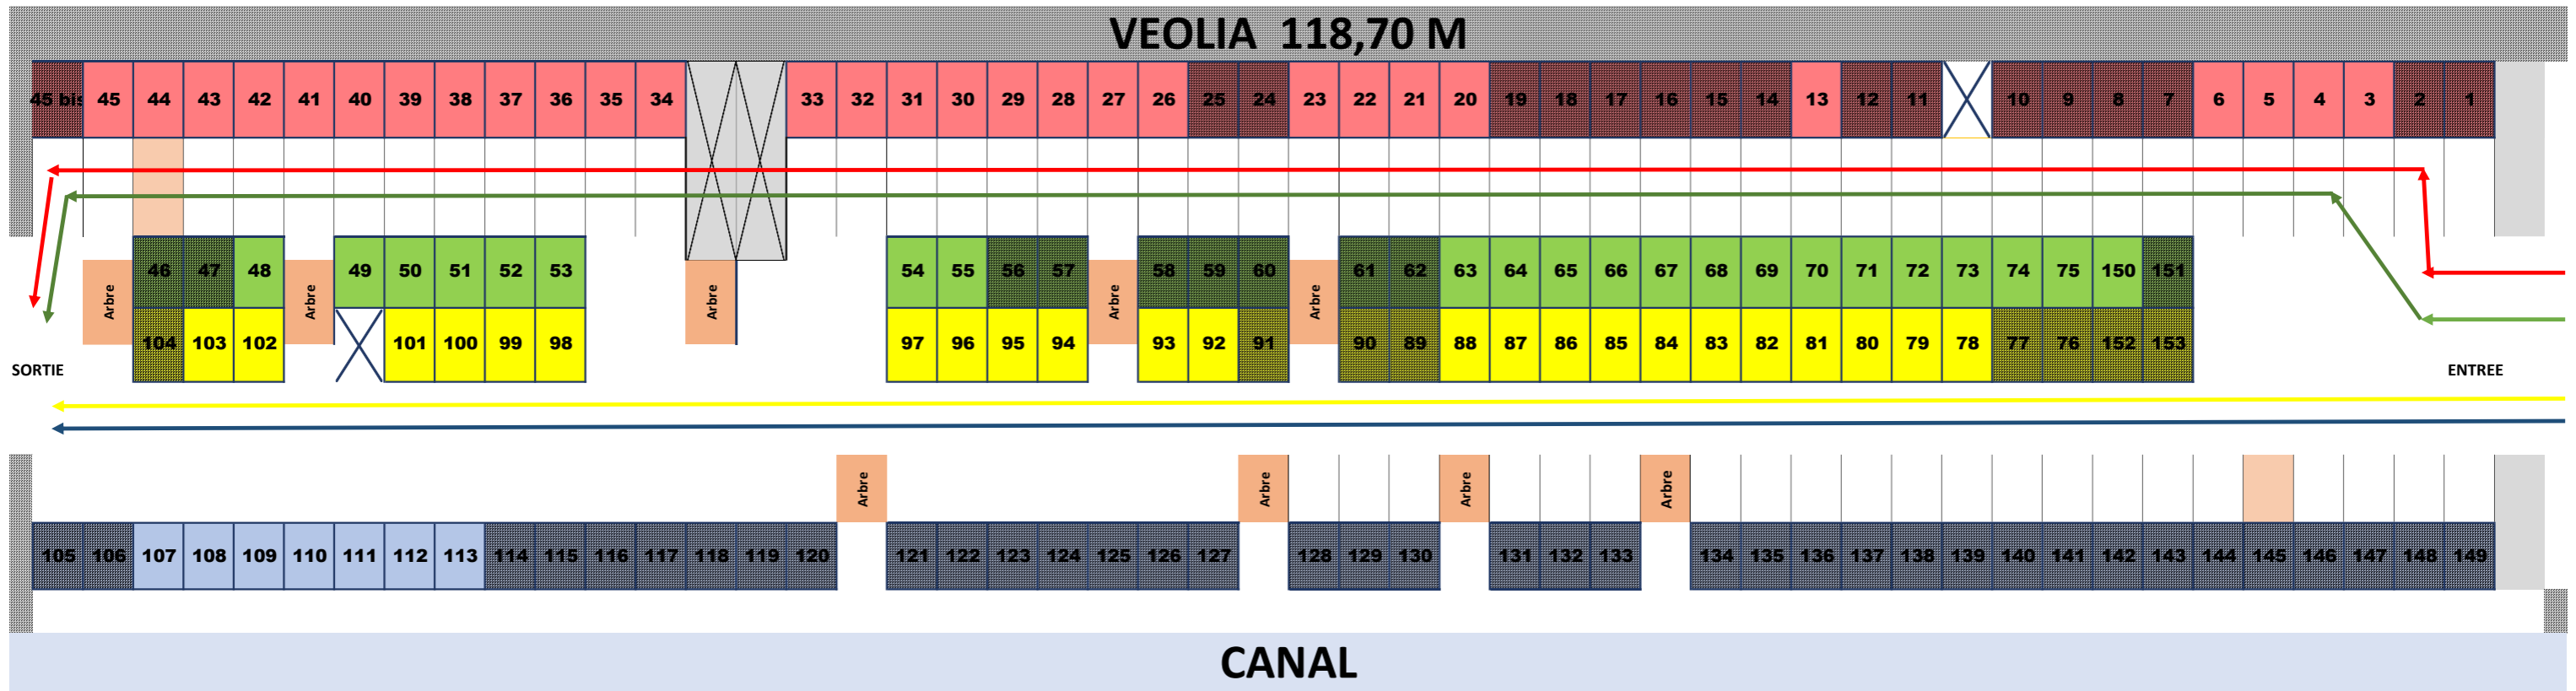 VEOLIA 118,70 M
45 bis 45 44 43 42 41 40 39 38 37 36 35 34 33 32 31 30 29 28 27 26 25 24 23 22 21 20 19 18 17 16 15 14 13 12 11 10 9 8 7 6 5 4 3 2 1
Arbre 46 47 48 Arbre 49 50 51 52 53 Arbre 54 55 56 57 Arbre 58 59 60 Arbre 61 62 63 64 65 66 67 68 69 70 71 72 73 74 75 150 151
104 103 102 101 100 99 98 97 96 95 94 93 92 91 90 89 88 87 86 85 84 83 82 81 80 79 78 77 76 152 153
SORTIE ENTREE
Arbre Arbre Arbre Arbre
105 106 107 108 109 110 111 112 113 114 115 116 117 118 119 120 121 122 123 124 125 126 127 128 129 130 131 132 133 134 135 136 137 138 139 140 141 142 143 144 145 146 147 148 149
CANAL